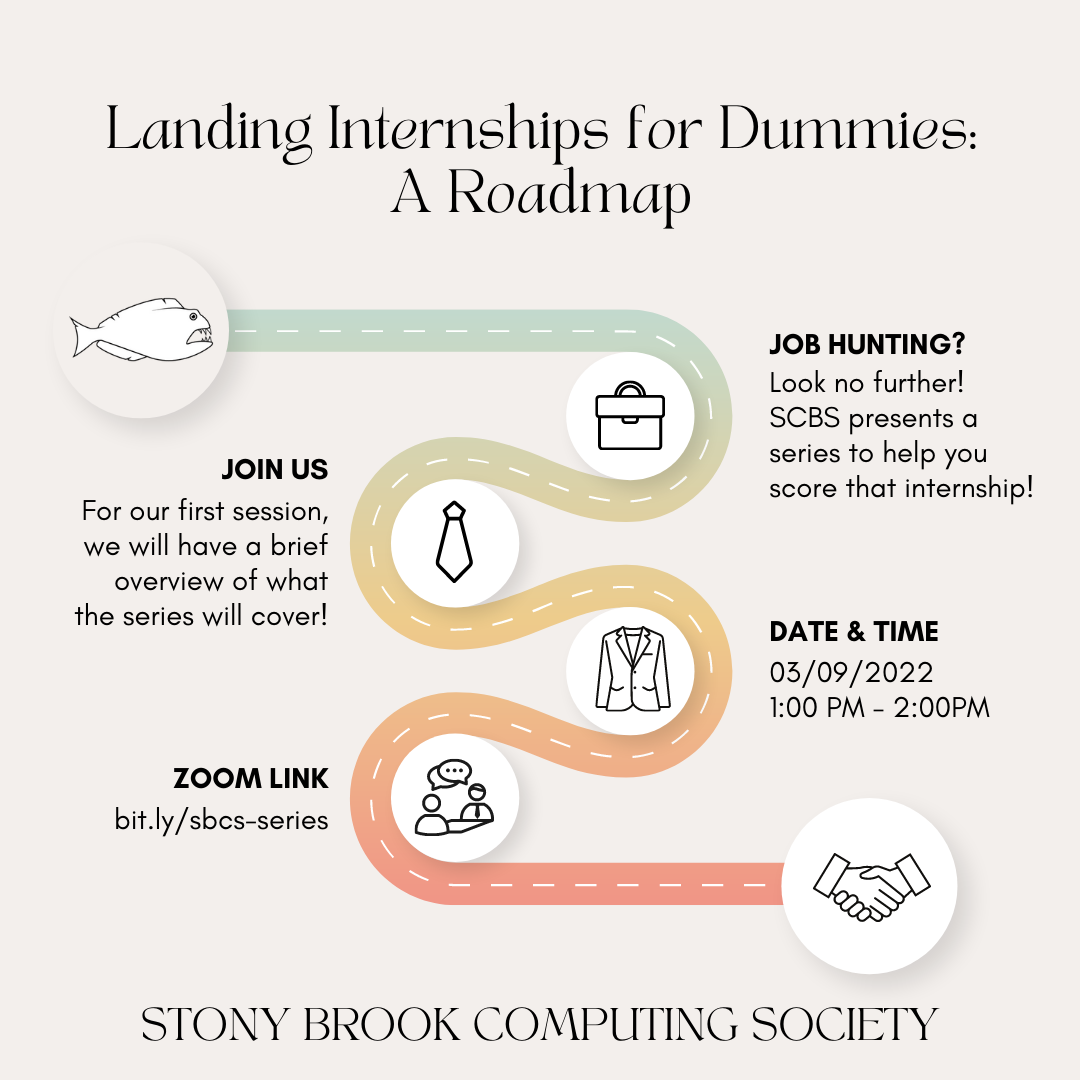 Landing Internships for Dummies:
A Roadmap
JOB HUNTING?
Look no further!
SCBS presents a
series to help you
score that internship!
JOIN US
For our first session,
we will have a brief
overview of what
the series will cover!
DATE & TIME
03/09/2022
1:00 PM - 2:00PM
ZOOM LINK
bit.ly/sbcs-series
STONY BROOK COMPUTING SOCIETY